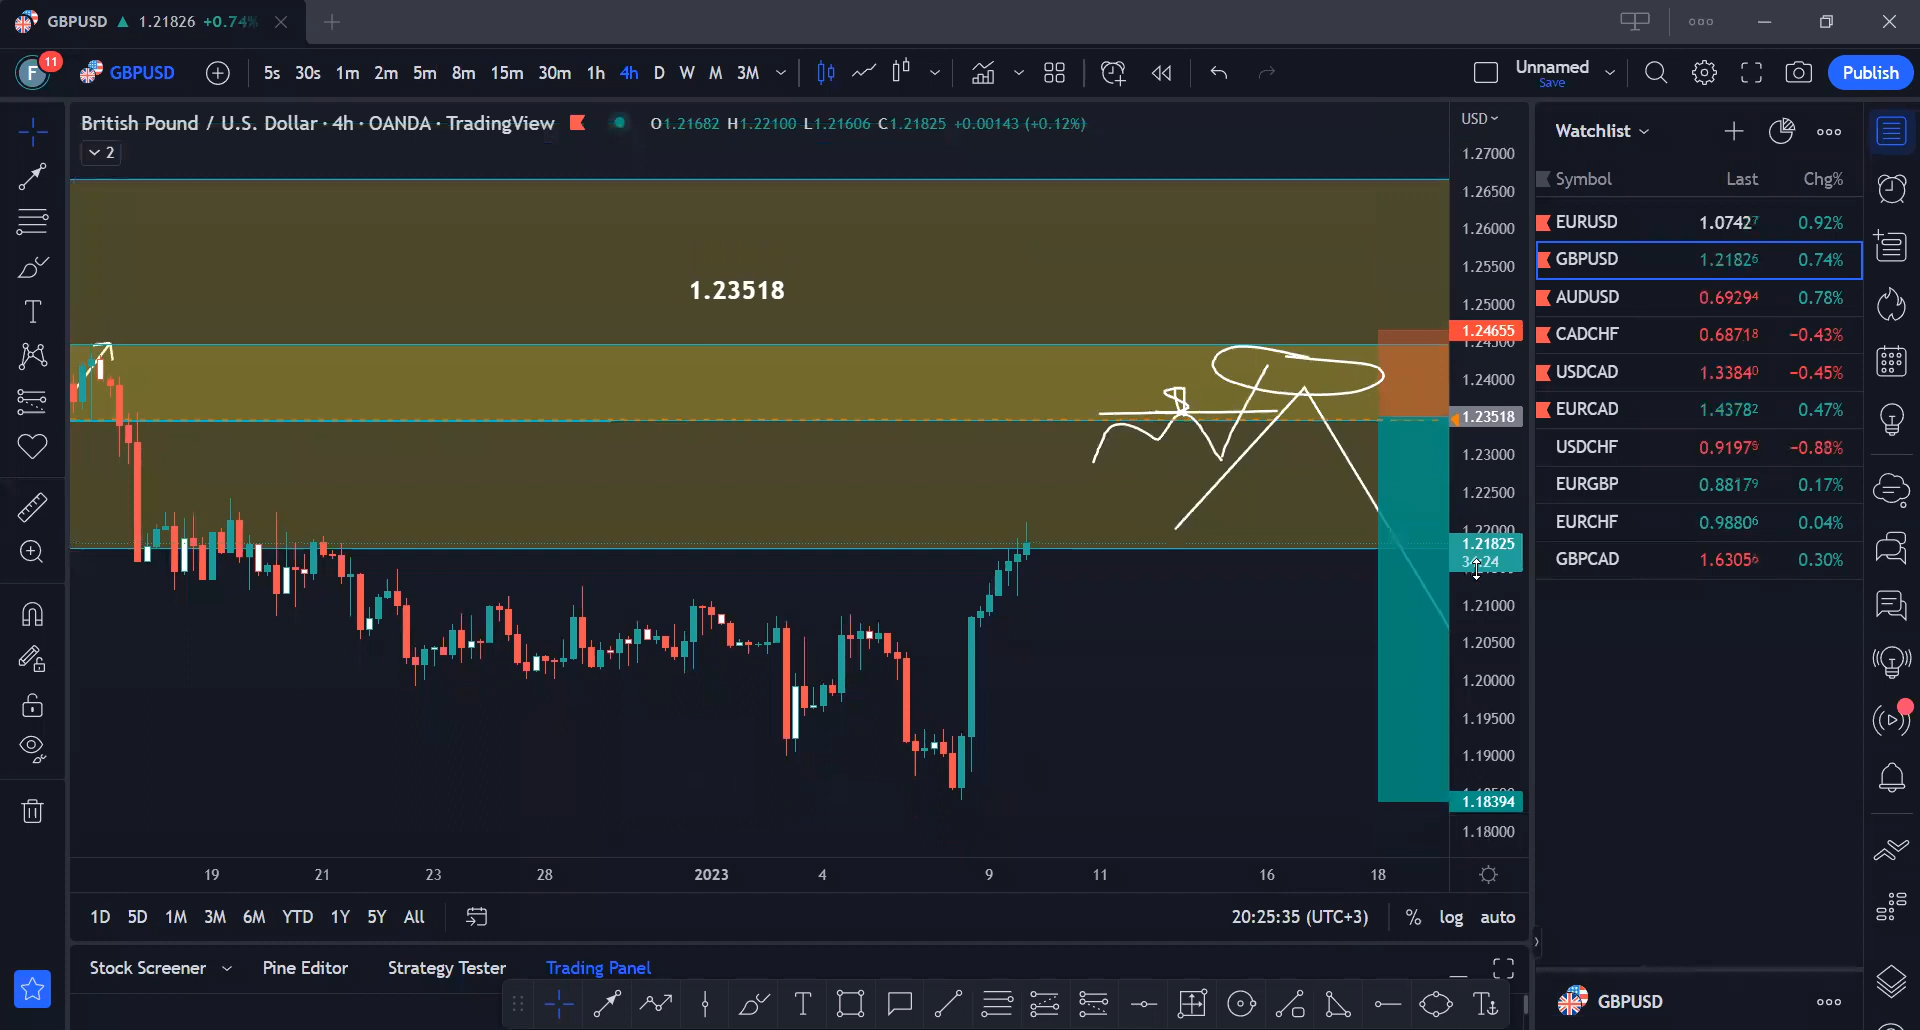 GBPUSD ▲ 1.21826 +0.74%
F 11 GBPUSD 5s 30s 1m 2m 5m 8m 15m 30m 1h 4h D W M 3M Unnamed Save Publish
British Pound / U.S. Dollar · 4h · OANDA · TradingView O1.21682 H1.22100 L1.21606 C1.21825 +0.00143 (+0.12%)
2
1.23518
USD
1.27000
1.26500
1.26000
1.25500
1.25000
1.24655
1.24500
1.24000
1.23518
1.23000
1.22500
1.22000
1.21825
1.21000
1.20500
1.20000
1.19500
1.19000
1.18394
1.18000
19 21 23 28 2023 4 9 11 16 18
1D 5D 1M 3M 6M YTD 1Y 5Y All 20:25:35 (UTC+3) % log auto
Stock Screener Pine Editor Strategy Tester Trading Panel
Watchlist
Symbol Last Chg%
EURUSD 1.07427 0.92%
GBPUSD 1.21826 0.74%
AUDUSD 0.69294 0.78%
CADCHF 0.68718 −0.43%
USDCAD 1.33840 −0.45%
EURCAD 1.43782 0.47%
USDCHF 0.91975 −0.88%
EURGBP 0.88179 0.17%
EURCHF 0.98806 0.04%
GBPCAD 1.63056 0.30%
GBPUSD